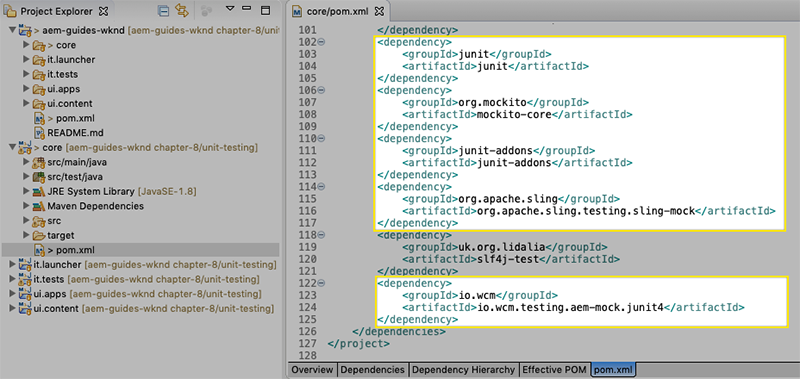 Project Explorer
> aem-guides-wknd [aem-guides-wknd chapter-8/unit-testing]
> core
it.launcher
> it.tests
> ui.apps
> ui.content
> pom.xml
README.md
> core [aem-guides-wknd chapter-8/unit-testing]
src/main/java
src/test/java
JRE System Library [JavaSE-1.8]
Maven Dependencies
> src
target
> pom.xml
it.launcher [aem-guides-wknd chapter-8/unit-testing]
it.tests [aem-guides-wknd chapter-8/unit-testing]
ui.apps [aem-guides-wknd chapter-8/unit-testing]
ui.content [aem-guides-wknd chapter-8/unit-testing]
core/pom.xml
101 </dependency>
102 <dependency>
103 <groupId>junit</groupId>
104 <artifactId>junit</artifactId>
105 </dependency>
106 <dependency>
107 <groupId>org.mockito</groupId>
108 <artifactId>mockito-core</artifactId>
109 </dependency>
110 <dependency>
111 <groupId>junit-addons</groupId>
112 <artifactId>junit-addons</artifactId>
113 </dependency>
114 <dependency>
115 <groupId>org.apache.sling</groupId>
116 <artifactId>org.apache.sling.testing.sling-mock</artifactId>
117 </dependency>
118 <dependency>
119 <groupId>uk.org.lidalia</groupId>
120 <artifactId>slf4j-test</artifactId>
121 </dependency>
122 <dependency>
123 <groupId>io.wcm</groupId>
124 <artifactId>io.wcm.testing.aem-mock.junit4</artifactId>
125 </dependency>
126 </dependencies>
127 </project>
128
Overview Dependencies Dependency Hierarchy Effective POM pom.xml